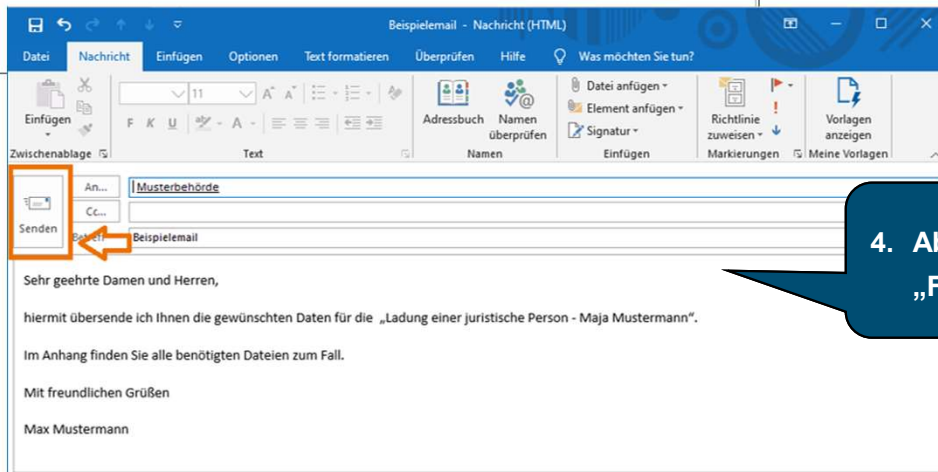 Beispielemail - Nachricht (HTML)
Datei Nachricht Einfügen Optionen Text formatieren Überprüfen Hilfe Was möchten Sie tun?
Einfügen
11
F K U
Adressbuch Namen überprüfen
Datei anfügen
Element anfügen
Signatur
Richtlinie zuweisen
Vorlagen anzeigen
Zwischenablage Text Namen Einfügen Markierungen Meine Vorlagen
Senden
An... Musterbehörde
Cc...
Beispielemail
Sehr geehrte Damen und Herren,
hiermit übersende ich Ihnen die gewünschten Daten für die „Ladung einer juristische Person - Maja Mustermann".
Im Anhang finden Sie alle benötigten Dateien zum Fall.
Mit freundlichen Grüßen
Max Mustermann
4.